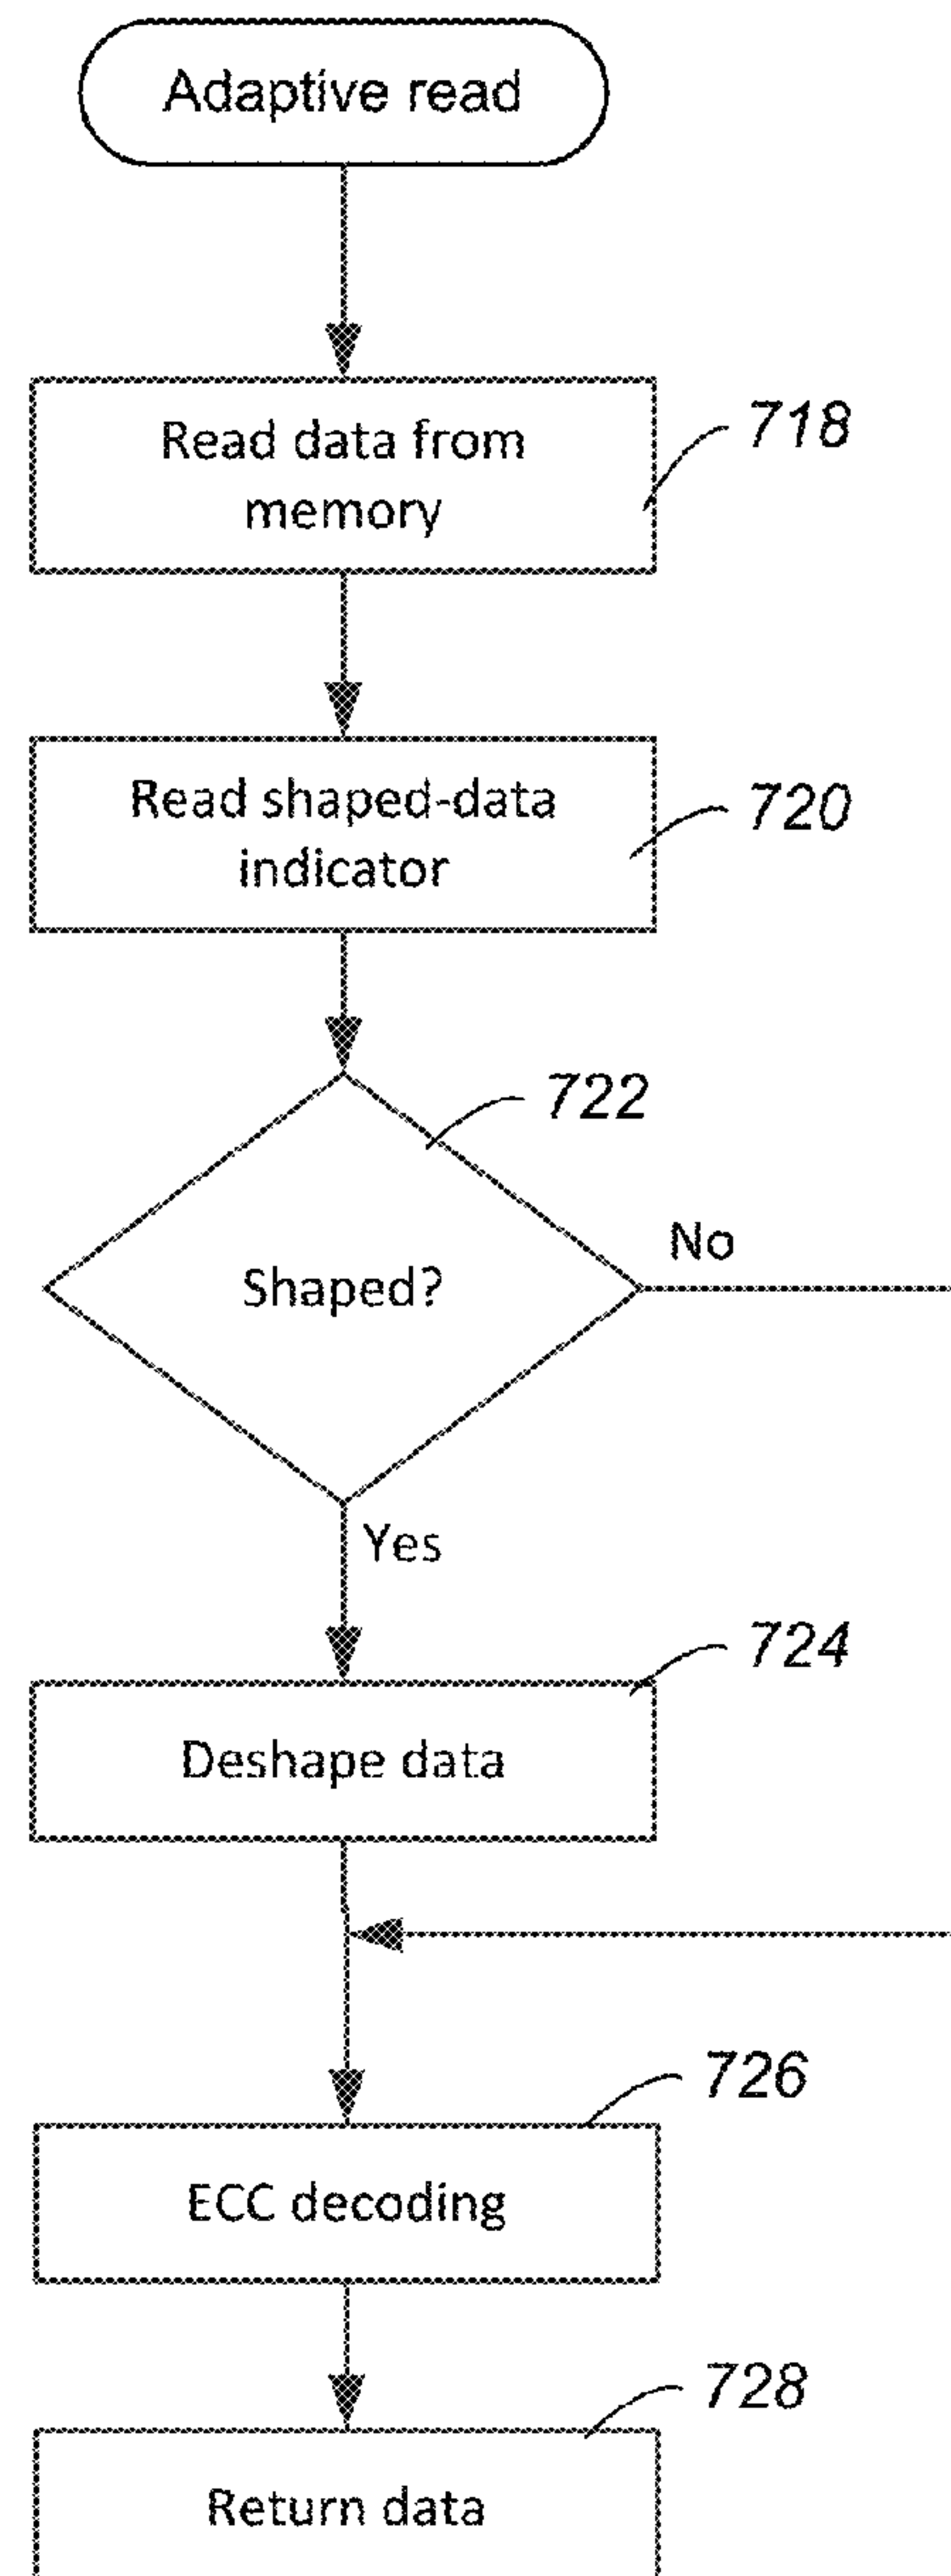 Adaptive read
Read data from
memory
718
Read shaped-data
indicator
720
722
Shaped?
No
Yes
724
Deshape data
726
ECC decoding
728
Return data